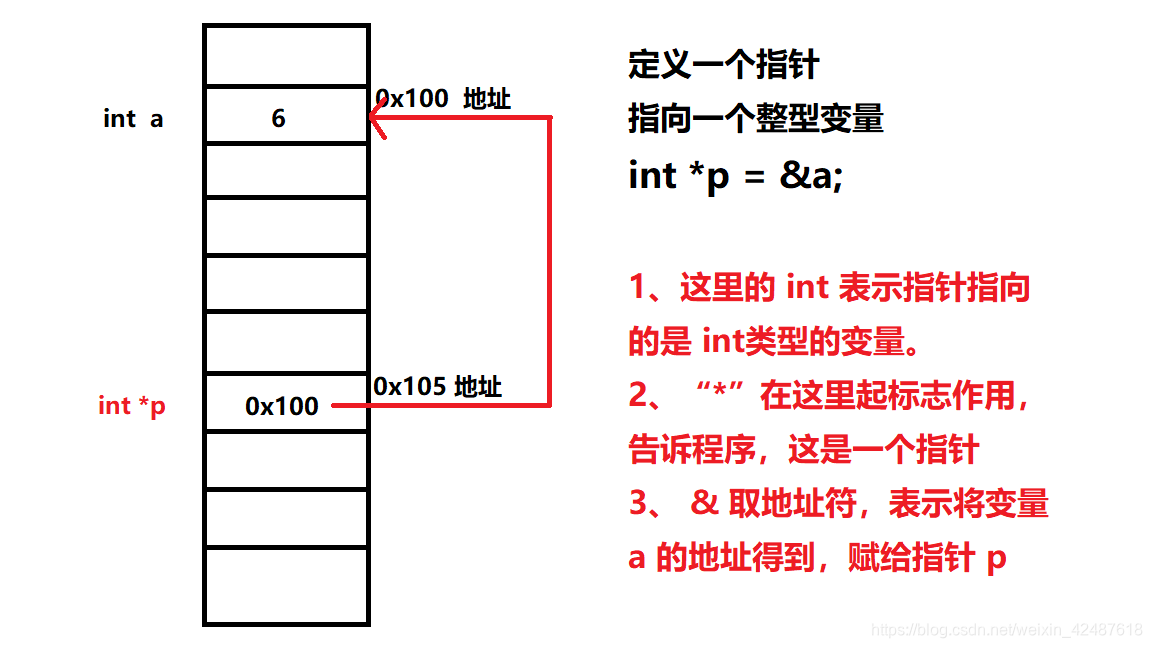 int a
6
0x100 地址
int *p
0x100
0x105 地址
定义一个指针
指向一个整型变量
int *p = &a;
1、这里的 int 表示指针指向
的是 int类型的变量。
2、“*”在这里起标志作用，
告诉程序，这是一个指针
3、 & 取地址符，表示将变量
a 的地址得到，赋给指针 p
https://blog.csdn.net/weixin_42487618